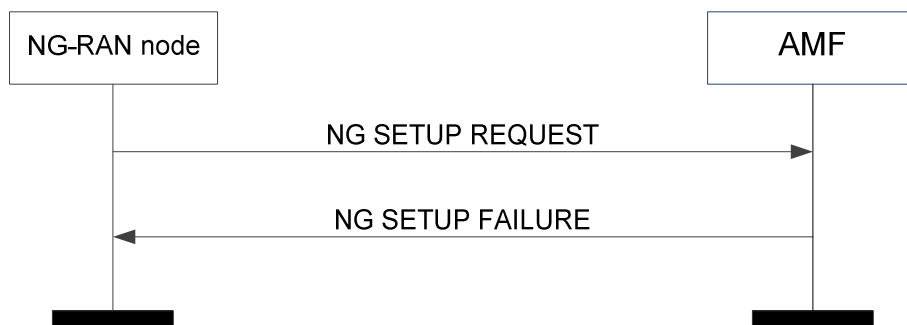 NG-RAN node
AMF
NG SETUP REQUEST
NG SETUP FAILURE